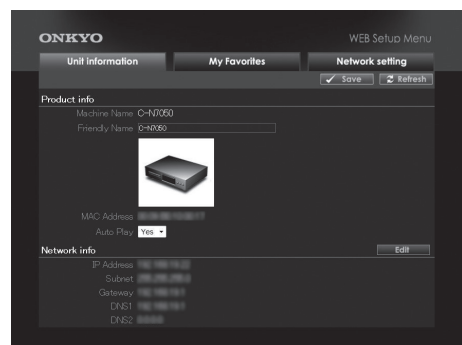 ONKYO
WEB Setup Menu
Unit information My Favorites Network setting
Save Refresh
Product info
Machine Name C-N7050
Friendly Name C-N7050
MAC Address
Auto Play Yes
Network info Edit
IP Address
Subnet
Gateway
DNS1
DNS2